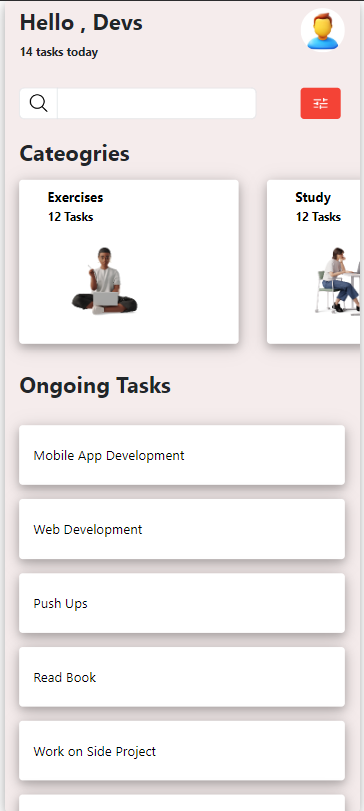 Hello , Devs
14 tasks today
Cateogries
Exercises
12 Tasks
Study
12 Tasks
Ongoing Tasks
Mobile App Development
Web Development
Push Ups
Read Book
Work on Side Project